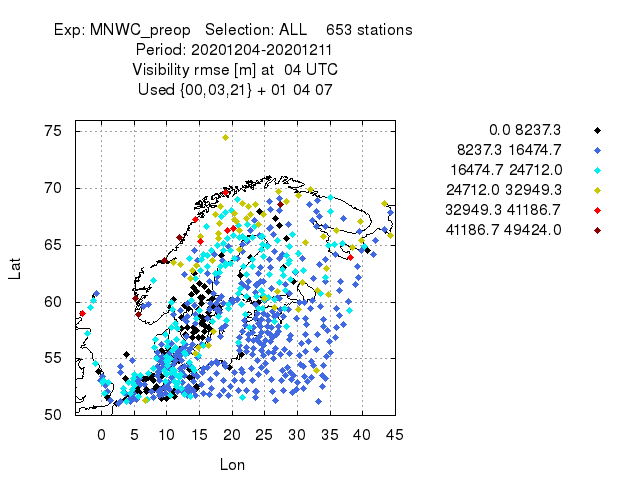 Exp: MNWC_preop   Selection: ALL    653 stations
Period: 20201204-20201211
Visibility rmse [m] at  04 UTC
Used {00,03,21} + 01 04 07
0.0 8237.3
8237.3 16474.7
16474.7 24712.0
24712.0 32949.3
32949.3 41186.7
41186.7 49424.0
75
70
65
60
55
50
Lat
0 5 10 15 20 25 30 35 40 45
Lon